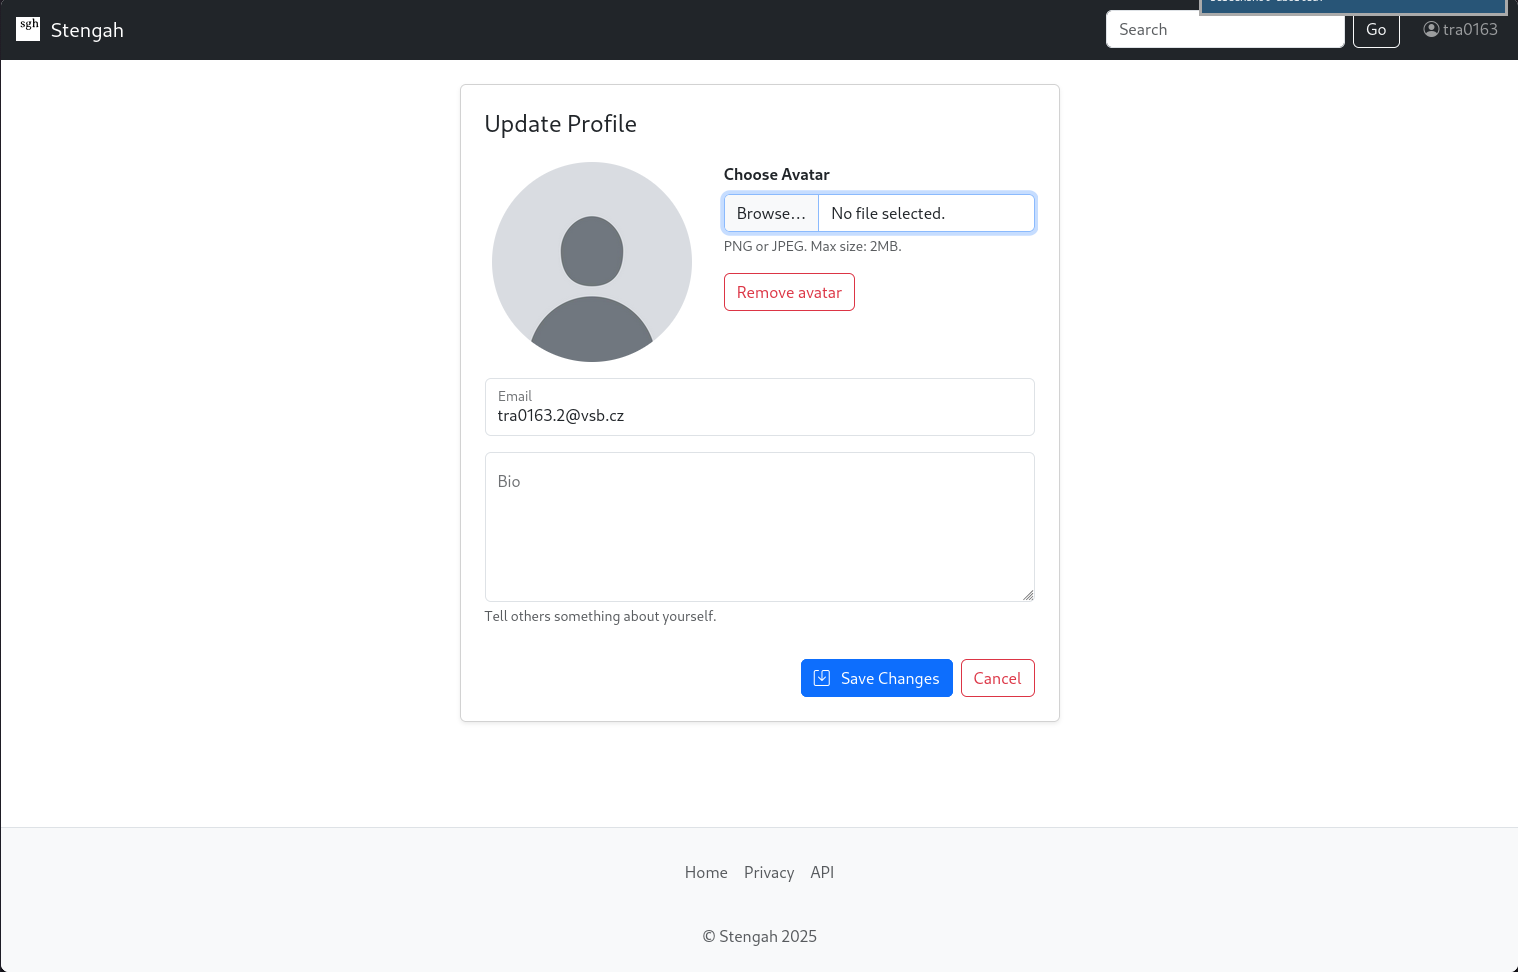 sgh Stengah
Search
Go
tra0163
Update Profile
Choose Avatar
Browse... No file selected.
PNG or JPEG. Max size: 2MB.
Remove avatar
Email
tra0163.2@vsb.cz
Bio
Tell others something about yourself.
Save Changes
Cancel
Home Privacy API
© Stengah 2025